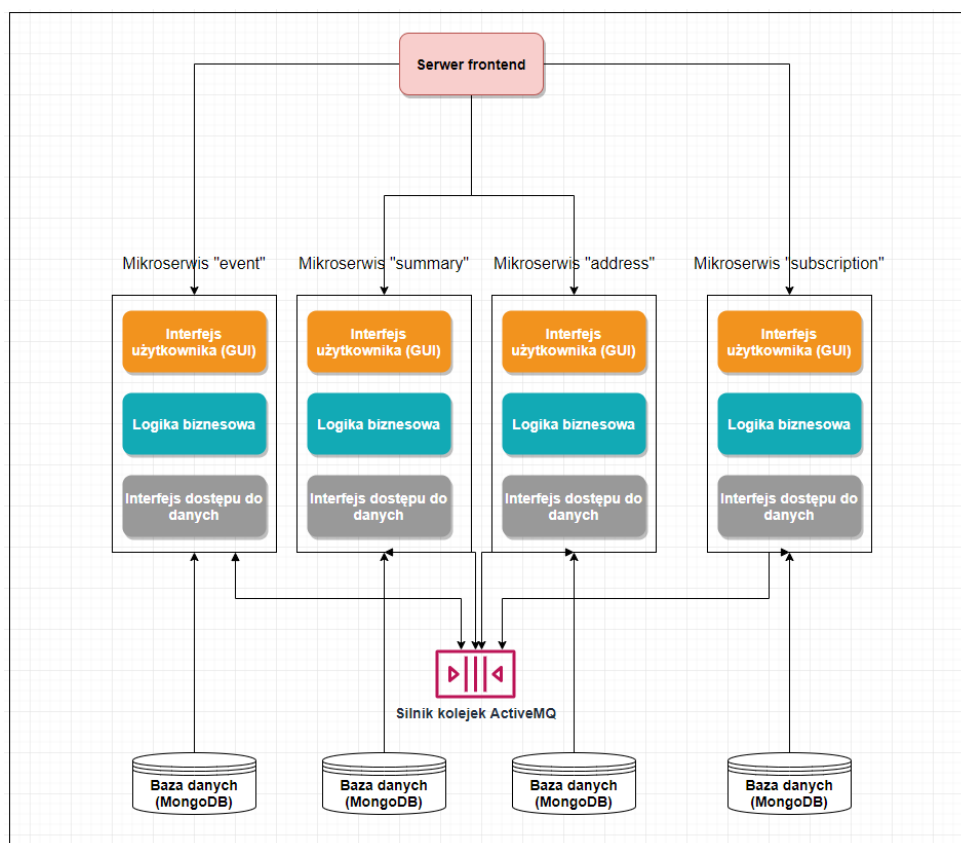 Serwer frontend
Mikroserwis "event"
Mikroserwis "summary"
Mikroserwis "address"
Mikroserwis "subscription"
Interfejs
użytkownika (GUI)
Interfejs
użytkownika (GUI)
Interfejs
użytkownika (GUI)
Interfejs
użytkownika (GUI)
Logika biznesowa
Logika biznesowa
Logika biznesowa
Logika biznesowa
Interfejs dostępu do
danych
Interfejs dostępu do
danych
Interfejs dostępu do
danych
Interfejs dostępu do
danych
Silnik kolejek ActiveMQ
Baza danych
(MongoDB)
Baza danych
(MongoDB)
Baza danych
(MongoDB)
Baza danych
(MongoDB)